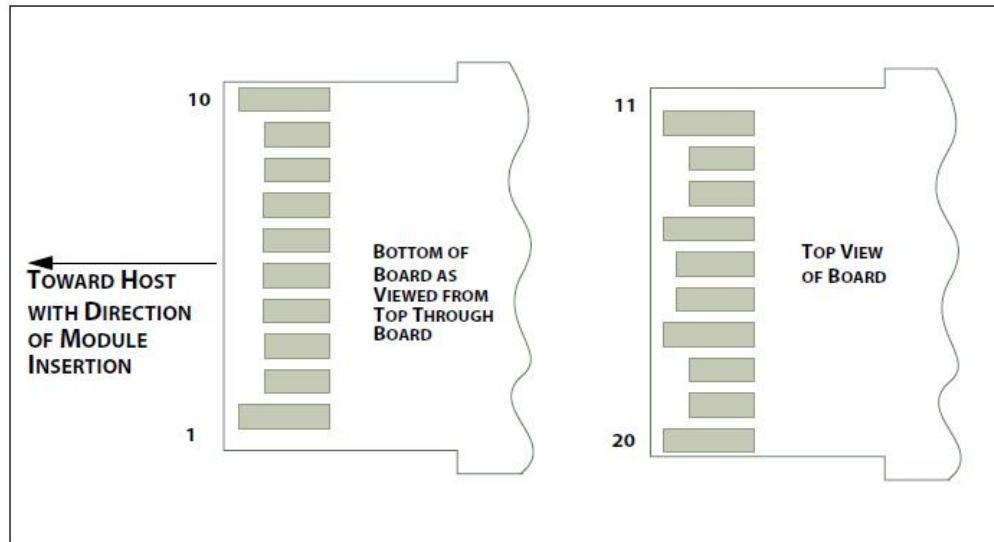 10
BOTTOM OF
BOARD AS
VIEWED FROM
TOP THROUGH
BOARD
TOWARD HOST
WITH DIRECTION
OF MODULE
INSERTION
1
11
TOP VIEW
OF BOARD
20